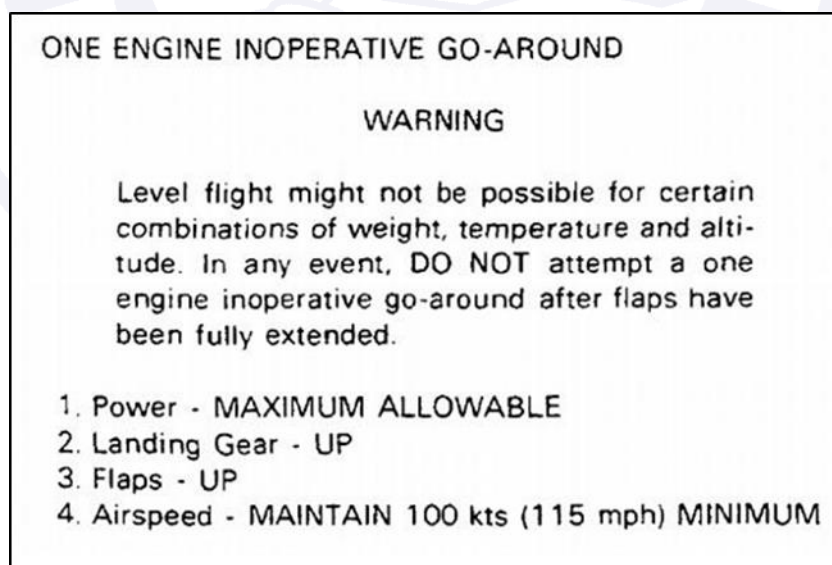 ONE ENGINE INOPERATIVE GO-AROUND
WARNING
Level flight might not be possible for certain
combinations of weight, temperature and alti-
tude. In any event, DO NOT attempt a one
engine inoperative go-around after flaps have
been fully extended.
1. Power - MAXIMUM ALLOWABLE
2. Landing Gear - UP
3. Flaps - UP
4. Airspeed - MAINTAIN 100 kts (115 mph) MINIMUM